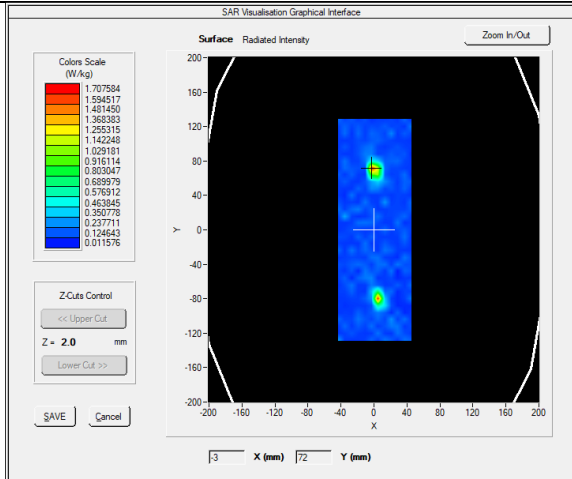 SAR Visualisation Graphical Interface
Surface Radiated Intensity
Zoom In/Out
Colors Scale
(W/kg)
1.707584
1.594517
1.481450
1.368383
1.255315
1.142248
1.029181
0.916114
0.803047
0.689979
0.576912
0.463845
0.350778
0.237711
0.124643
0.011576
Z-Cuts Control
<< Upper Cut
Z = 2.0 mm
Lower Cut >>
SAVE Cancel
200
160
120
80
40
0
-40
-80
-120
-160
-200
Y
-200 -160 -120 -80 -40 0 40 80 120 160 200
X
-3 X (mm) 72 Y (mm)